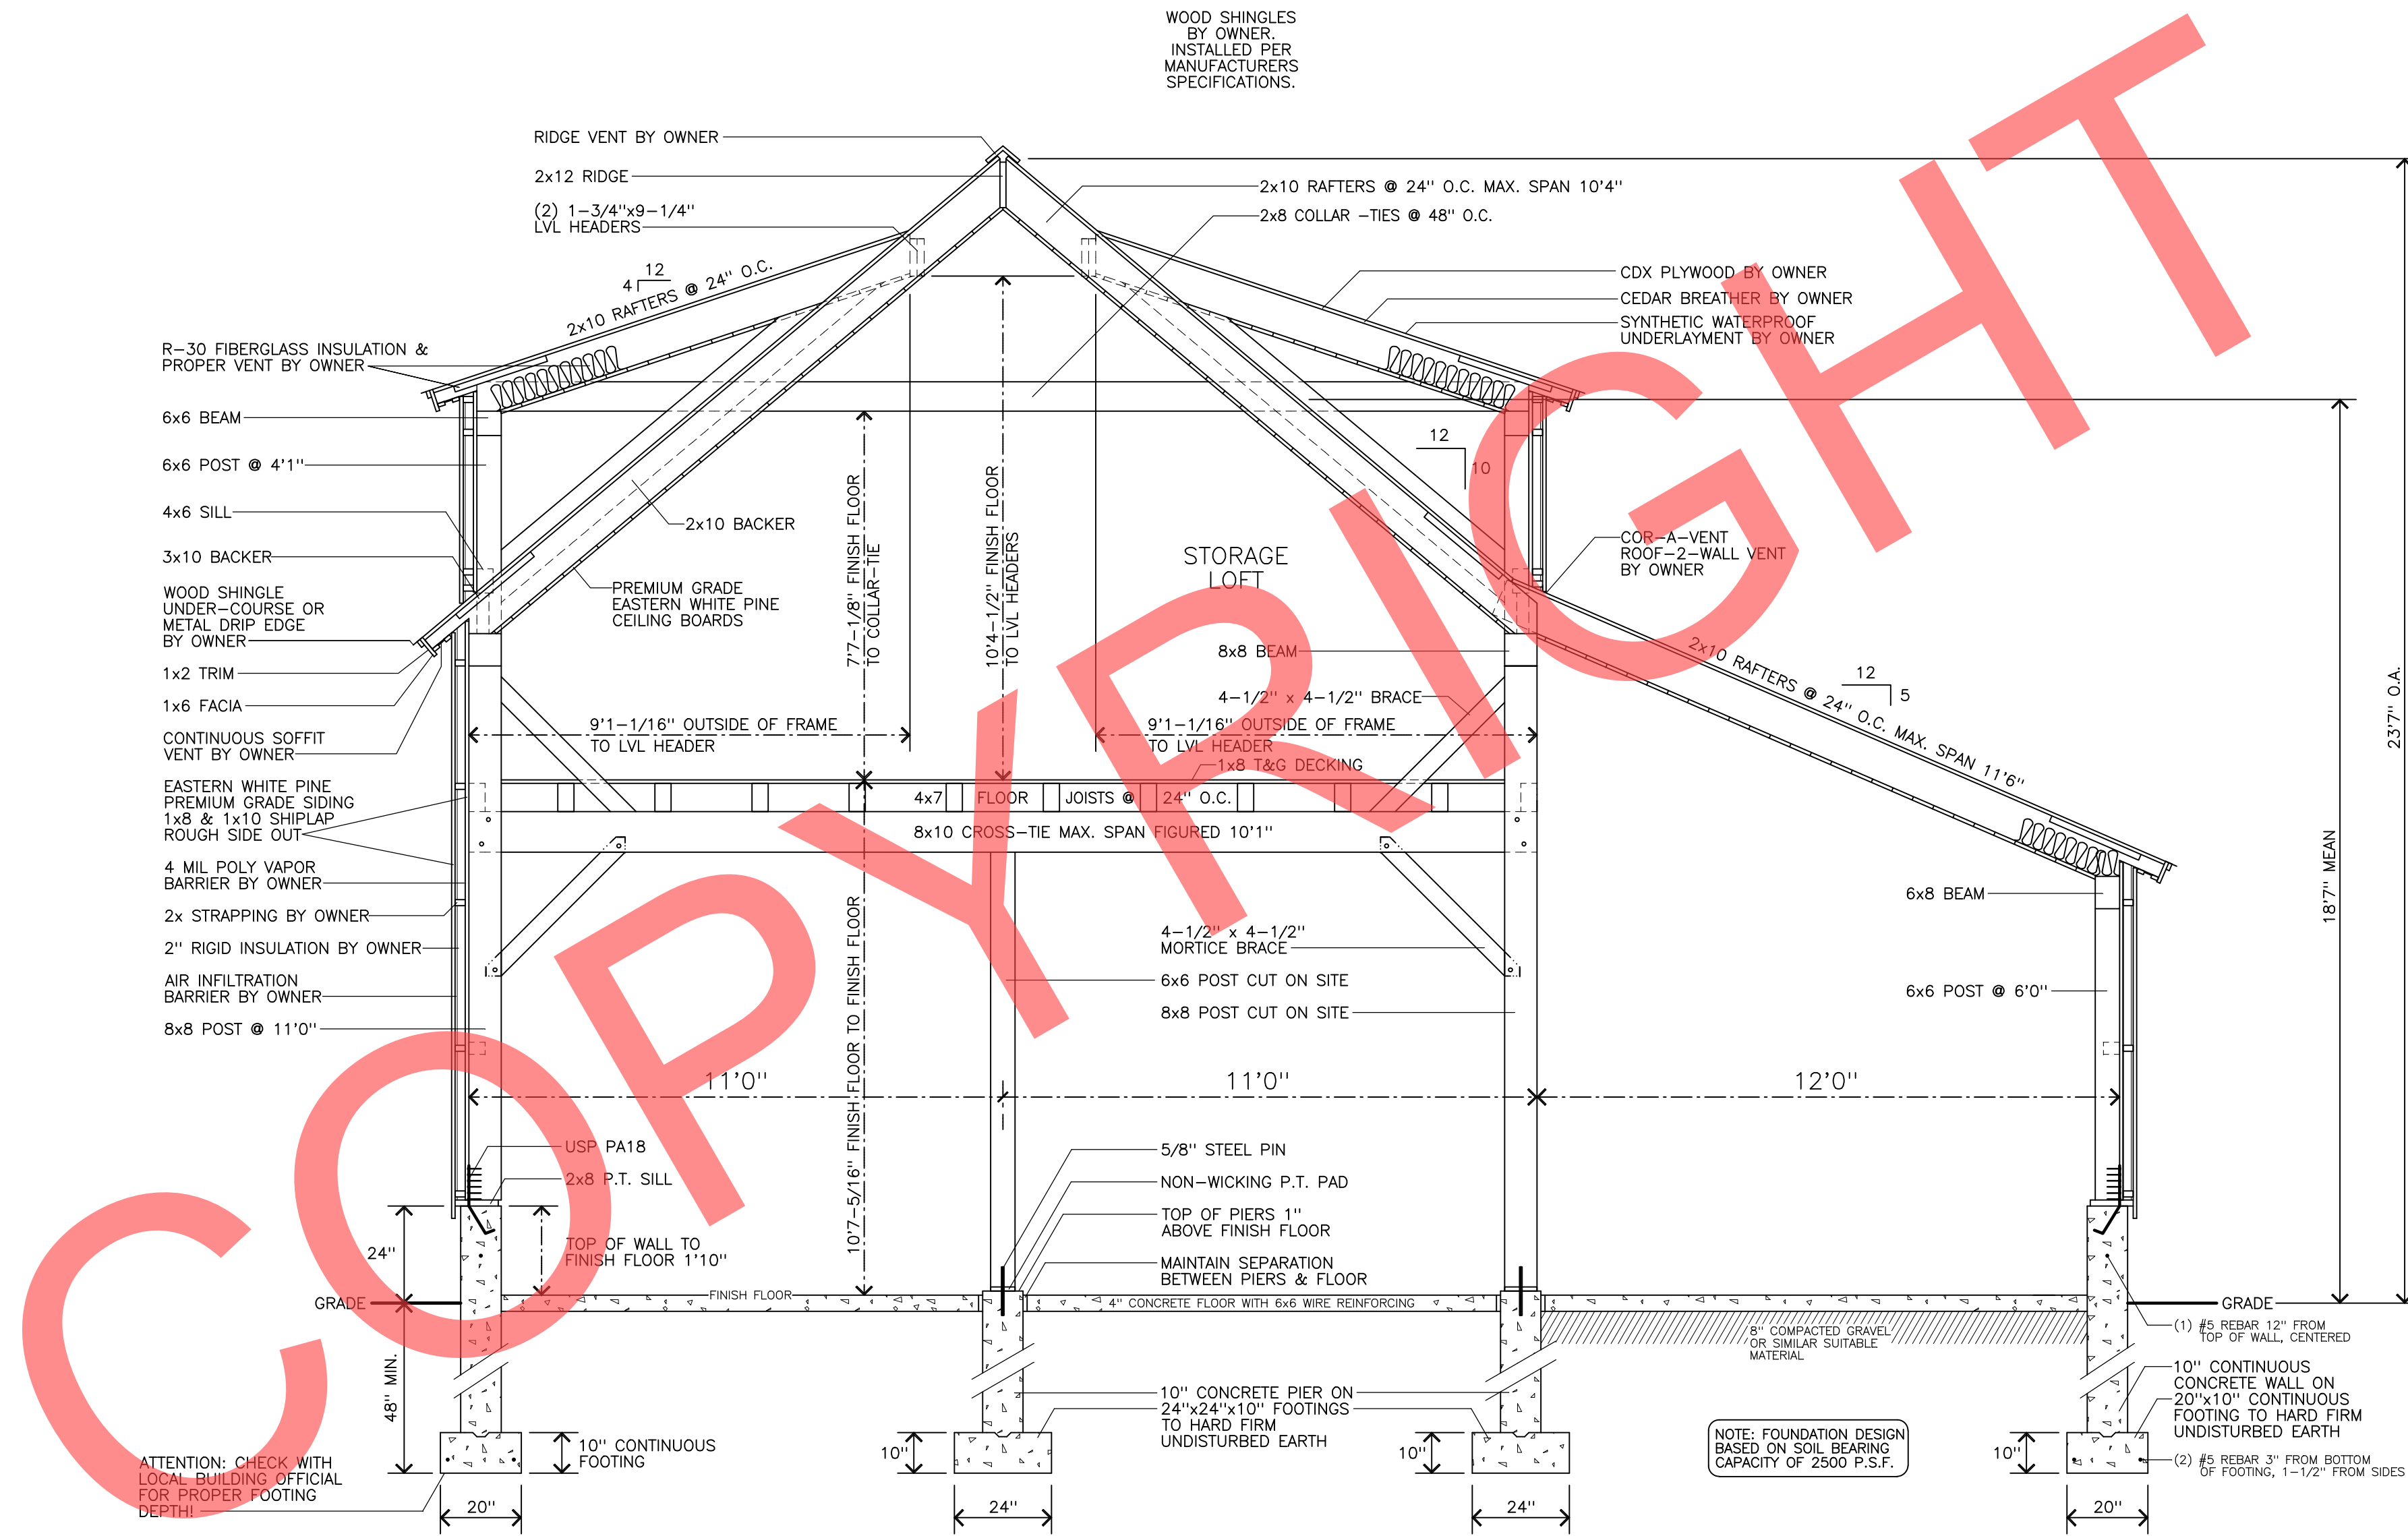 WOOD SHINGLES
BY OWNER.
INSTALLED PER
MANUFACTURERS
SPECIFICATIONS.
RIDGE VENT BY OWNER
2x12 RIDGE
(2) 1-3/4"x9-1/4"
LVL HEADERS
2x10 RAFTERS @ 24" O.C. MAX. SPAN 10'4"
2x8 COLLAR -TIES @ 48" O.C.
12
4
2x10 RAFTERS @ 24" O.C.
CDX PLYWOOD BY OWNER
CEDAR BREATHER BY OWNER
SYNTHETIC WATERPROOF
UNDERLAYMENT BY OWNER
R-30 FIBERGLASS INSULATION &
PROPER VENT BY OWNER
6x6 BEAM
6x6 POST @ 4'1"
4x6 SILL
3x10 BACKER
WOOD SHINGLE
UNDER-COURSE OR
METAL DRIP EDGE
BY OWNER
1x2 TRIM
1x6 FACIA
CONTINUOUS SOFFIT
VENT BY OWNER
EASTERN WHITE PINE
PREMIUM GRADE SIDING
1x8 & 1x10 SHIPLAP
ROUGH SIDE OUT
4 MIL POLY VAPOR
BARRIER BY OWNER
2x STRAPPING BY OWNER
2" RIGID INSULATION BY OWNER
AIR INFILTRATION
BARRIER BY OWNER
8x8 POST @ 11'0"
2x10 BACKER
PREMIUM GRADE
EASTERN WHITE PINE
CEILING BOARDS
7'7-1/8" FINISH FLOOR
TO COLLAR-TIE
10'4-1/2" FINISH FLOOR
TO LVL HEADERS
STORAGE
LOFT
12
10
COR-A-VENT
ROOF-2-WALL VENT
BY OWNER
8x8 BEAM
4-1/2" x 4-1/2" BRACE
9'1-1/16" OUTSIDE OF FRAME
TO LVL HEADER
9'1-1/16" OUTSIDE OF FRAME
TO LVL HEADER
1x8 T&G DECKING
4x7 FLOOR JOISTS @ 24" O.C.
8x10 CROSS-TIE MAX. SPAN FIGURED 10'1"
12
5
2x10 RAFTERS @ 24" O.C. MAX. SPAN 11'6"
23'7" O.A.
18'7" MEAN
6x8 BEAM
6x6 POST @ 6'0"
4-1/2" x 4-1/2"
MORTICE BRACE
6x6 POST CUT ON SITE
8x8 POST CUT ON SITE
10'7-5/16" FINISH FLOOR TO FINISH FLOOR
11'0"
11'0"
12'0"
USP PA18
2x8 P.T. SILL
TOP OF WALL TO
FINISH FLOOR 1'10"
5/8" STEEL PIN
NON-WICKING P.T. PAD
TOP OF PIERS 1"
ABOVE FINISH FLOOR
MAINTAIN SEPARATION
BETWEEN PIERS & FLOOR
24"
GRADE
48" MIN.
FINISH FLOOR
4" CONCRETE FLOOR WITH 6x6 WIRE REINFORCING
8" COMPACTED GRAVEL
OR SIMILAR SUITABLE
MATERIAL
GRADE
(1) #5 REBAR 12" FROM
TOP OF WALL, CENTERED
10" CONTINUOUS
CONCRETE WALL ON
20"x10" CONTINUOUS
FOOTING TO HARD FIRM
UNDISTURBED EARTH
(2) #5 REBAR 3" FROM BOTTOM
OF FOOTING, 1-1/2" FROM SIDES
10" CONCRETE PIER ON
24"x24"x10" FOOTINGS
TO HARD FIRM
UNDISTURBED EARTH
NOTE: FOUNDATION DESIGN
BASED ON SOIL BEARING
CAPACITY OF 2500 P.S.F.
ATTENTION: CHECK WITH
LOCAL BUILDING OFFICIAL
FOR PROPER FOOTING
DEPTH!
10" CONTINUOUS
FOOTING
10"
10"
10"
20"
24"
24"
20"
COPYRIGHT